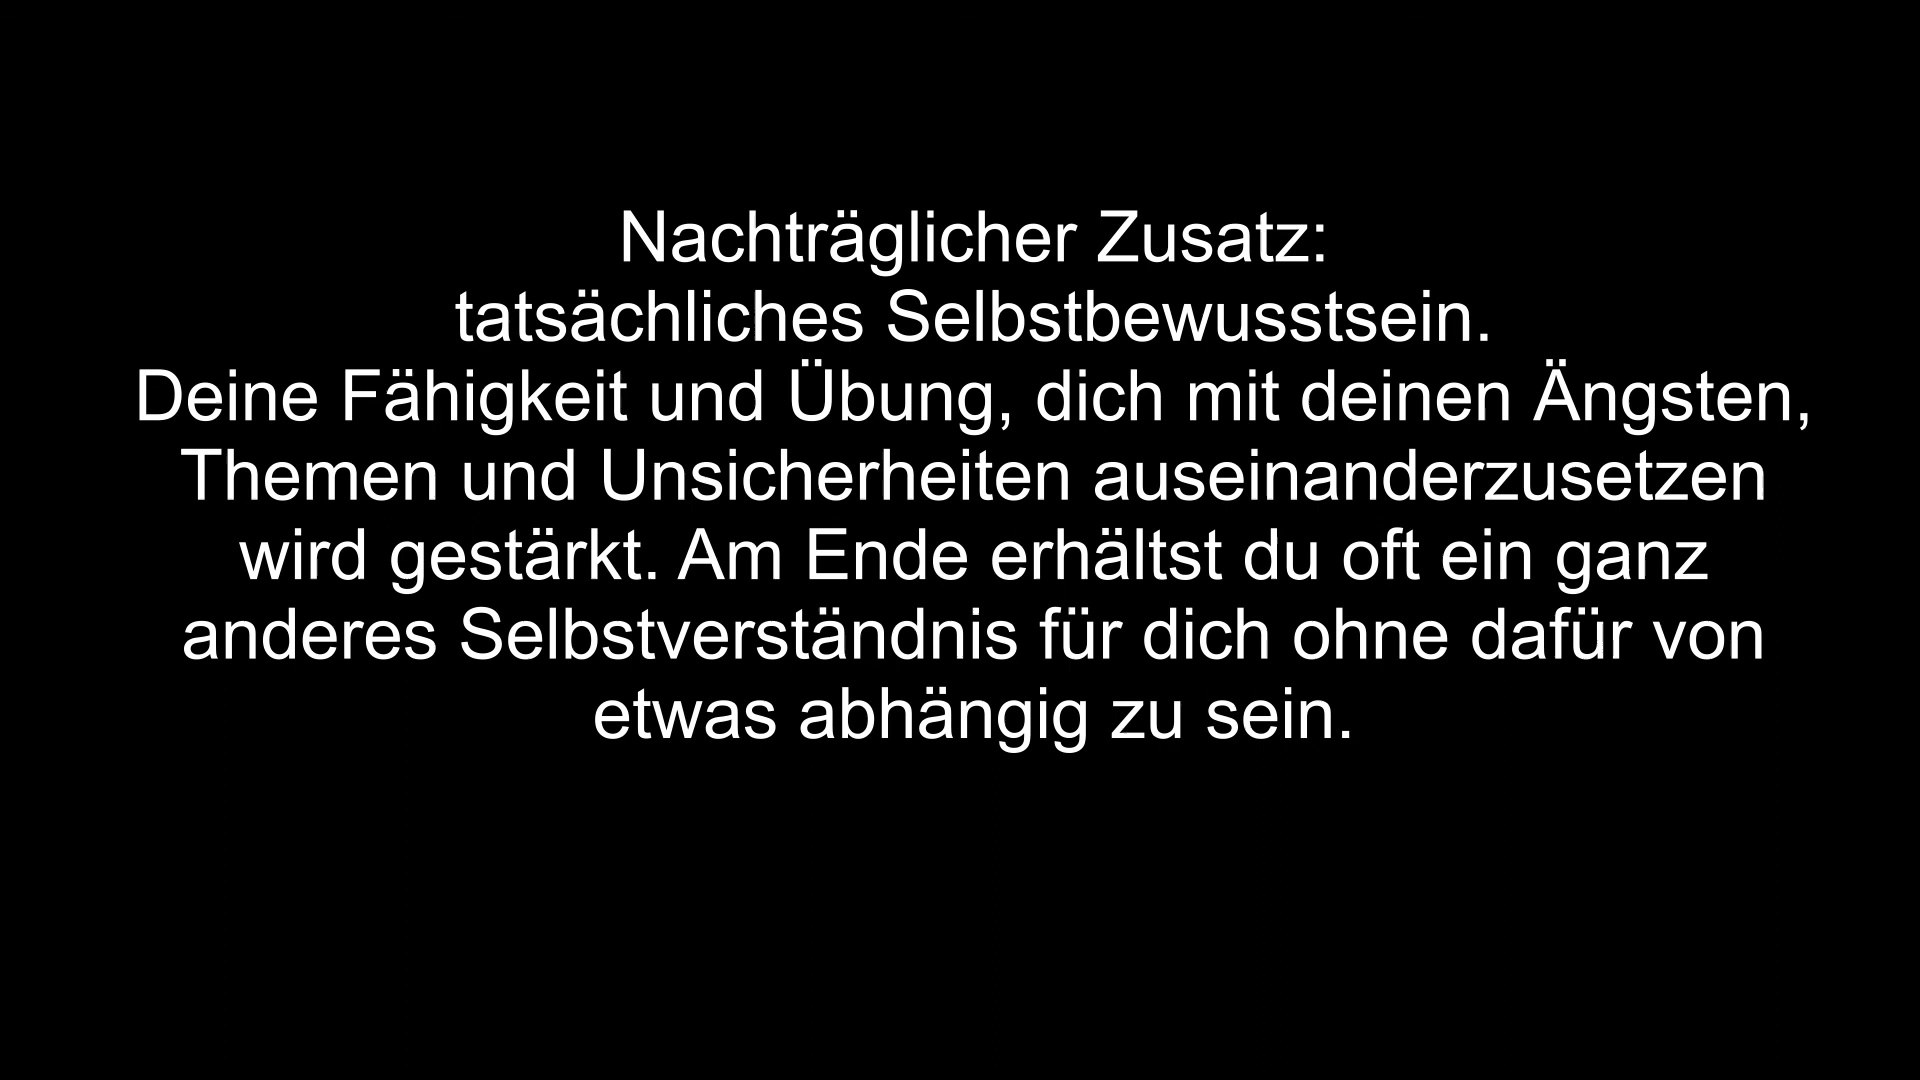 Nachträglicher Zusatz:
tatsächliches Selbstbewusstsein.
Deine Fähigkeit und Übung, dich mit deinen Ängsten,
Themen und Unsicherheiten auseinanderzusetzen
wird gestärkt. Am Ende erhältst du oft ein ganz
anderes Selbstverständnis für dich ohne dafür von
etwas abhängig zu sein.